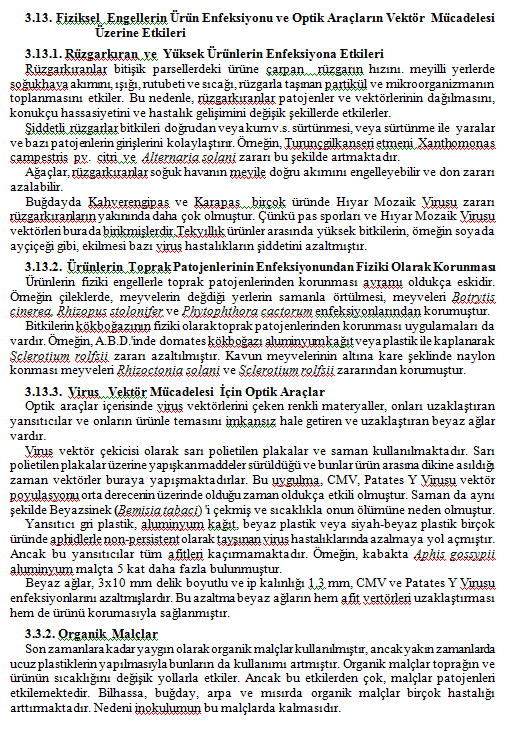 3.13. Fiziksel Engellerin Ürün Enfeksiyonu ve Optik Araçların Vektör Mücadelesi
Üzerine Etkileri
3.13.1. Rüzgarkıran ve Yüksek Ürünlerin Enfeksiyona Etkileri
Rüzgarkıranlar bitişik parsellerdeki ürüne çarpan rüzgarın hızını. meyilli yerlerde
soğukhava akımını, ışığı, rutubeti ve sıcağı, rüzgarla taşınan partikül ve mikroorganizmanın
toplanmasını etkiler. Bu nedenle, rüzgarkıranlar patojenler ve vektörlerinin dağılmasını,
konukçu hassasiyetini ve hastalık gelişimini değişik şekillerde etkilerler.
Şiddetli rüzgarlar bitkileri doğrudan veya kum v.s. sürtünmesi, veya sürtünme ile yaralar
ve bazı patojenlerin girişlerini kolaylaştırır. Örneğin, Turunçgilkanseri etmeni Xanthomonas
campestris pv. citri ve Alternaria solani zararı bu şekilde artmaktadır.
Ağaçlar, rüzgarkıranlar soğuk havanın meyile doğru akımını engelleyebilir ve don zararı
azalabilir.
Buğdayda Kahverengipas ve Karapas birçok üründe Hıyar Mozaik Virusu zararı
rüzgarkıranların yakınında daha çok olmuştur. Çünkü pas sporları ve Hıyar Mozaik Virusu
vektörleri burada birikmişlerdir. Tekyıllık ürünler arasında yüksek bitkilerin, örneğin soyada
ayçiçeği gibi, ekilmesi bazı virus hastalıkların şiddetini azaltmıştır.
3.13.2. Ürünlerin Toprak Patojenlerinin Enfeksiyonundan Fiziki Olarak Korunması
Ürünlerin fiziki engellerle toprak patojenlerinden korunması avramı oldukça eskidir.
Örneğin çileklerde, meyvelerin değdiği yerlerin samanla örtülmesi, meyveleri Botrytis
cinerea, Rhizopus stolonifer ve Phytophthora cactorum enfeksiyonlarından korumuştur.
Bitkilerin kökboğazının fiziki olarak toprak patojenlerinden korunması uygulamaları da
vardır. Örneğin, A.B.D.'inde domates kökboğazı aluminyum kağıt veya plastik ile kaplanarak
Sclerotium rolfsii zararı azaltılmıştır. Kavun meyvelerinin altına kare şeklinde naylon
konması meyveleri Rhizoctonia solani ve Sclerotium rolfsii zararından korumuştur.
3.13.3. Virus Vektör Mücadelesi İçin Optik Araçlar
Optik araçlar içerisinde virus vektörlerini çeken renkli materyaller, onları uzaklaştıran
yansıtıcılar ve onların ürünle temasını imkansız hale getiren ve uzaklaştıran beyaz ağlar
vardır.
Virus vektör çekicisi olarak sarı polietilen plakalar ve saman kullanılmaktadır. Sarı
polietilen plakalar üzerine yapışkan maddeler sürüldüğü ve bunlar ürün arasına dikine asıldığı
zaman vektörler buraya yapışmaktadırlar. Bu uygulma, CMV, Patates Y Virusu vektör
poyulasyonu orta derecenin üzerinde olduğu zaman oldukça etkili olmuştur. Saman da aynı
şekilde Beyazsinek (Bemisia tabaci)'i çekmiş ve sıcaklıkla onun ölümüne neden olmuştur.
Yansıtıcı gri plastik, aluminyum kağıt, beyaz plastik veya siyah-beyaz plastik birçok
üründe aphidlerle non-persistent olarak taysınan virus hastalıklarında azalmaya yol açmıştır.
Ancak bu yansıtıcılar tüm afitleri kaçırmamaktadır. Örneğin, kabakta Aphis gossypii
aluminyum malçta 5 kat daha fazla bulunmuştur.
Beyaz ağlar, 3x10 mm delik boyutlu ve ip kalınlığı 1.3 mm, CMV ve Patates Y Virusu
enfeksiyonlarını azaltmışlardır. Bu azaltma beyaz ağların hem afit vertörleri uzaklaştırması
hem de ürünü korumasıyla sağlanmıştır.
3.3.2. Organik Malçlar
Son zamanlara kadar yaygın olarak organik malçlar kullanılmıştır, ancak yakın zamanlarda
ucuz plastiklerin yapılmasıyla bunların da kullanımı artmıştır. Organik malçlar toprağın ve
ürünün sıcaklığını değişik yollarla etkiler. Ancak bu etkilerden çok, malçlar patojenleri
etkilemektedir. Bilhassa, buğday, arpa ve mısırda organik malçlar birçok hastalığı
arttırmaktadır. Nedeni inokulumun bu malçlarda kalmasıdır.